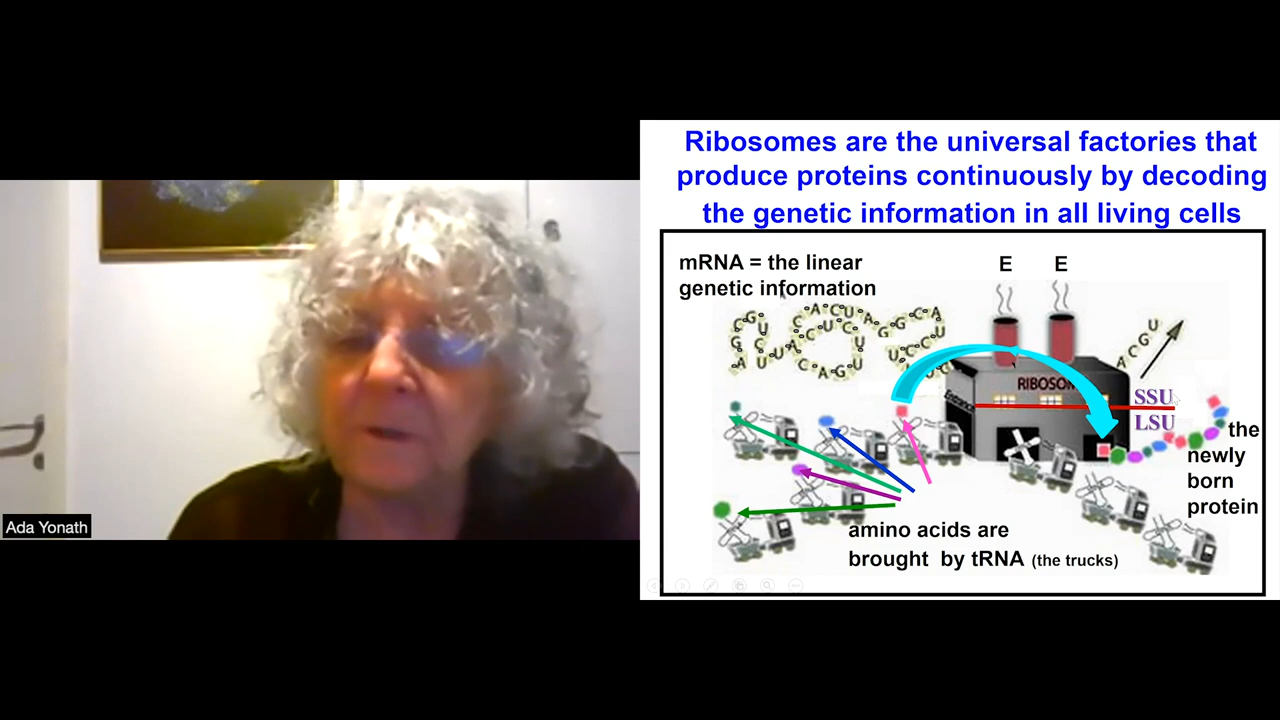 Ribosomes are the universal factories that
produce proteins continuously by decoding
the genetic information in all living cells
mRNA = the linear
genetic information
E E
RIBOSOM
SSU
LSU
the
newly
born
protein
amino acids are
brought by tRNA (the trucks)
Ada Yonath